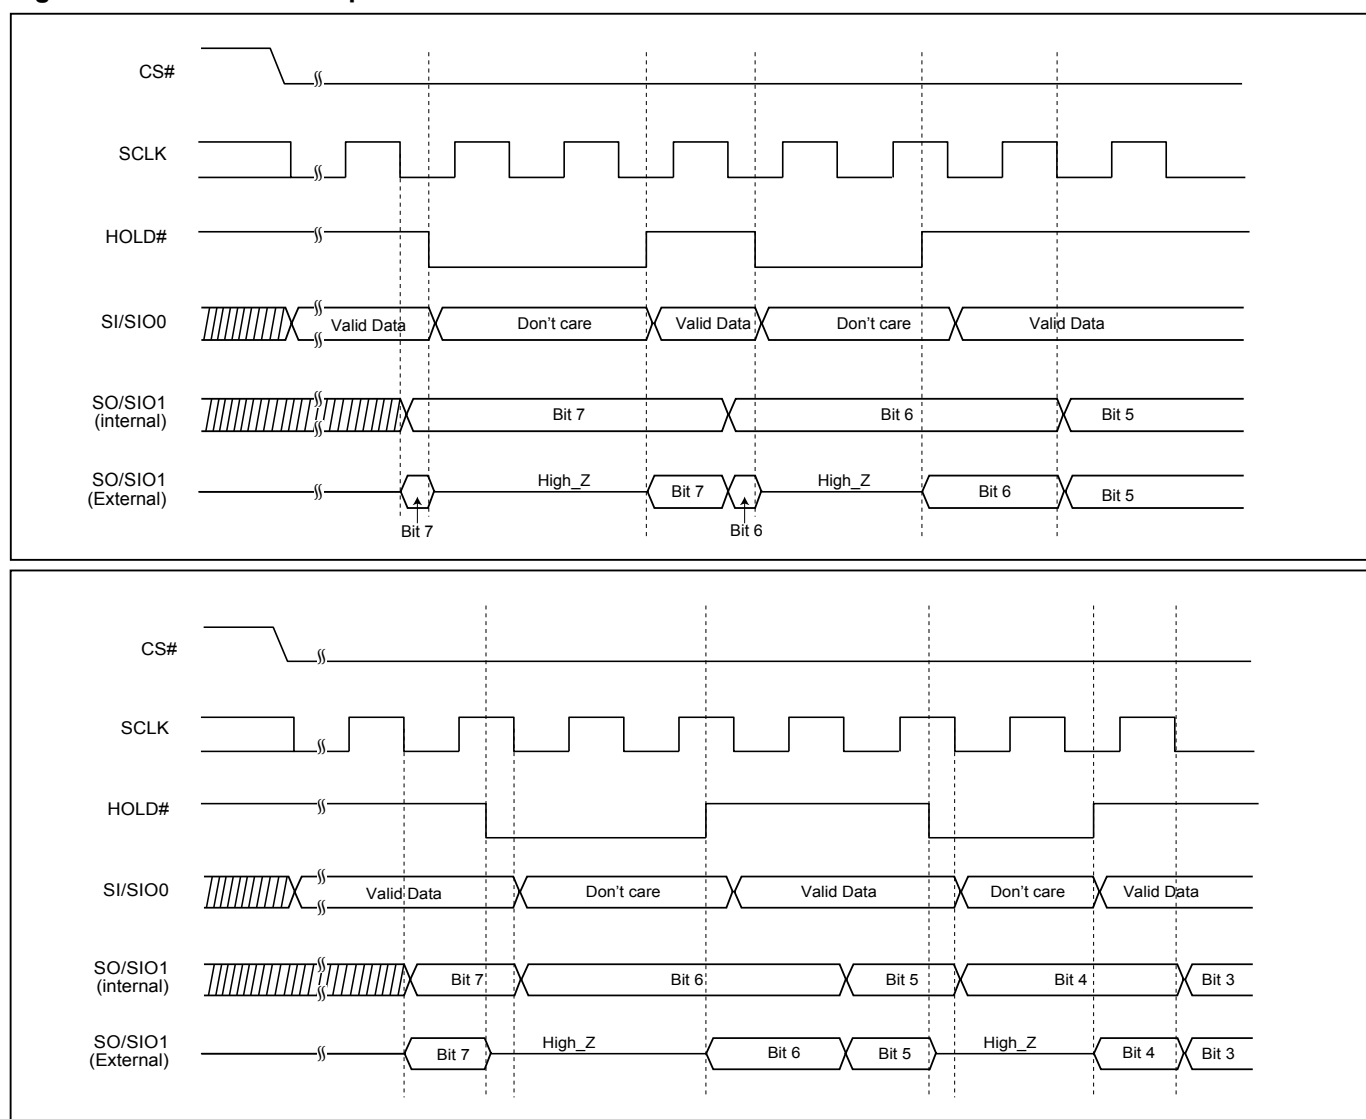 CS#
SCLK
HOLD#
SI/SIO0
Valid Data
Don't care
Valid Data
Don't care
Valid Data
SO/SIO1
(internal)
Bit 7
Bit 6
Bit 5
SO/SIO1
(External)
High_Z
Bit 7
High_Z
Bit 6
Bit 5
Bit 7
Bit 6
CS#
SCLK
HOLD#
SI/SIO0
Valid Data
Don't care
Valid Data
Don't care
Valid Data
SO/SIO1
(internal)
Bit 7
Bit 6
Bit 5
Bit 4
Bit 3
SO/SIO1
(External)
Bit 7
High_Z
Bit 6
Bit 5
High_Z
Bit 4
Bit 3